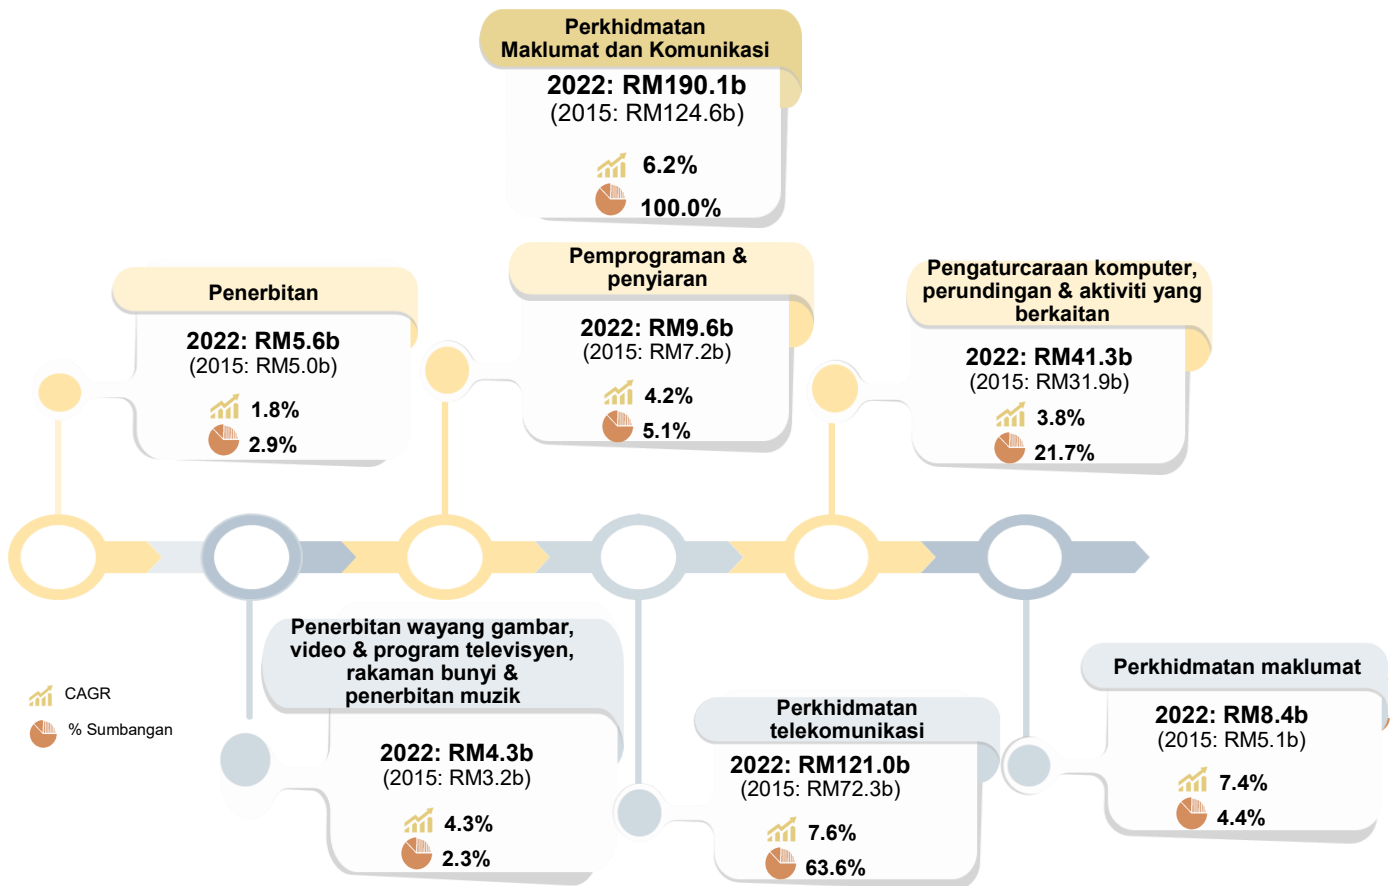 Perkhidmatan
Maklumat dan Komunikasi
2022: RM190.1b
(2015: RM124.6b)
6.2%
100.0%
Penerbitan
2022: RM5.6b
(2015: RM5.0b)
1.8%
2.9%
Pemprograman &
penyiaran
2022: RM9.6b
(2015: RM7.2b)
4.2%
5.1%
Pengaturcaraan komputer,
perundingan & aktiviti yang
berkaitan
2022: RM41.3b
(2015: RM31.9b)
3.8%
21.7%
Penerbitan wayang gambar,
video & program televisyen,
rakaman bunyi &
penerbitan muzik
2022: RM4.3b
(2015: RM3.2b)
4.3%
2.3%
Perkhidmatan
telekomunikasi
2022: RM121.0b
(2015: RM72.3b)
7.6%
63.6%
Perkhidmatan maklumat
2022: RM8.4b
(2015: RM5.1b)
7.4%
4.4%
CAGR
% Sumbangan